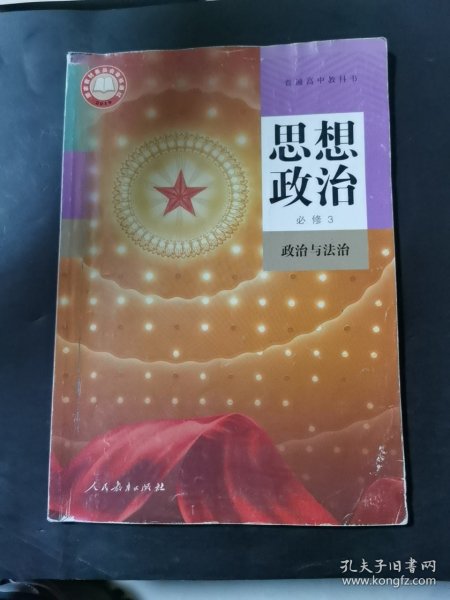 普通高中教科书
思想
政治
必修3
政治与法治
2019
人民教育出版社
孔夫子旧书网
www.kongfz.com